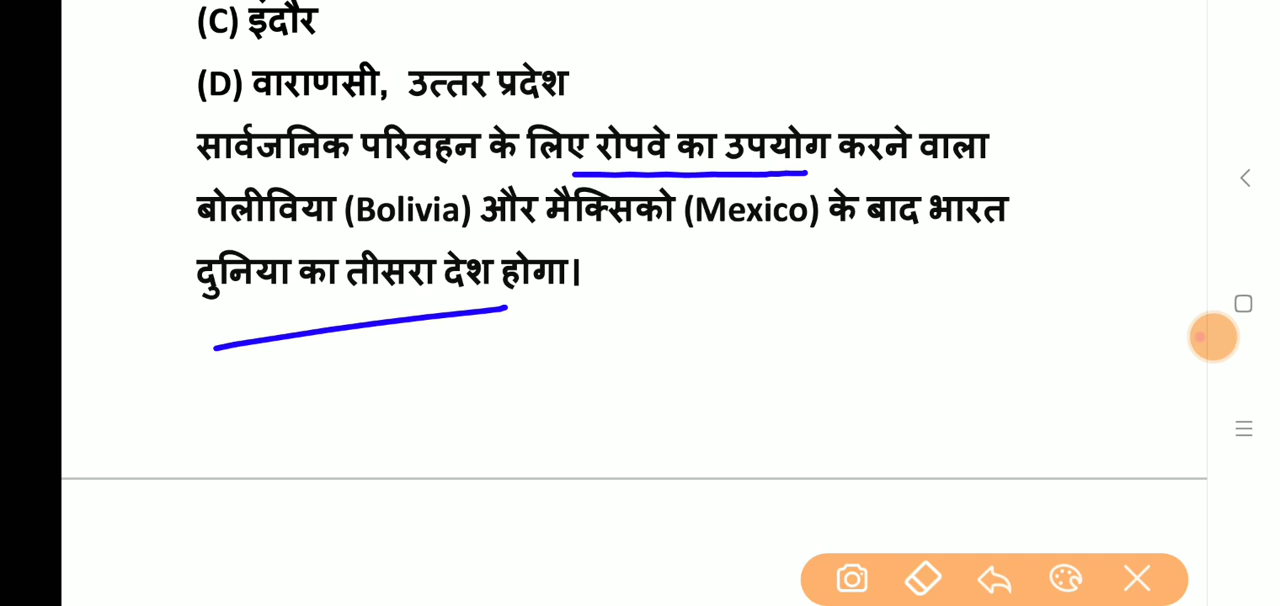 (C) इंदौर
(D) वाराणसी, उत्तर प्रदेश
सार्वजनिक परिवहन के लिए रोपवे का उपयोग करने वाला
बोलीविया (Bolivia) और मैक्सिको (Mexico) के बाद भारत
दुनिया का तीसरा देश होगा।